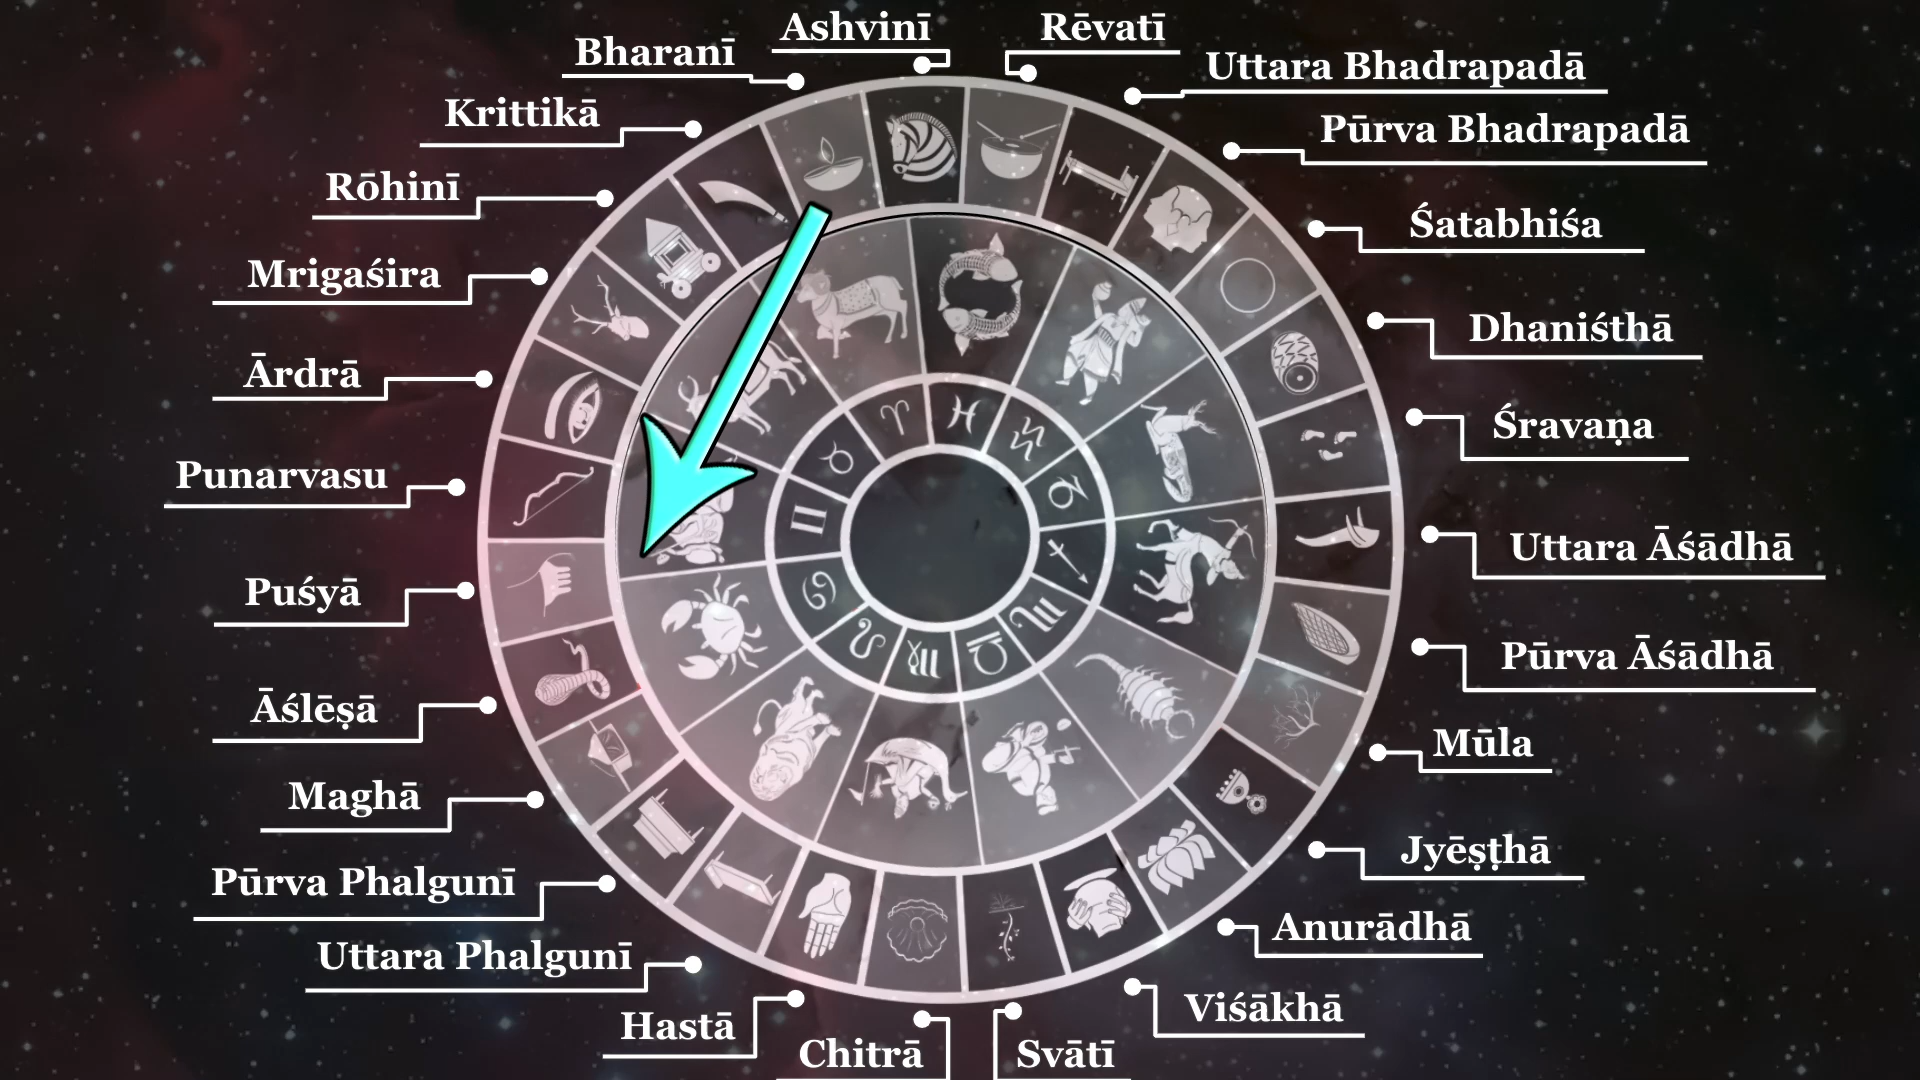 Ashvinī
Rēvatī
Bharanī
Uttara Bhadrapadā
Krittikā
Pūrva Bhadrapadā
Rōhinī
Śatabhiśa
Mrigaśira
Dhaniśthā
Ārdrā
Śravaṇa
Punarvasu
Uttara Āśādhā
Puśyā
Pūrva Āśādhā
Āślēṣā
Mūla
Maghā
Jyēṣṭhā
Pūrva Phalgunī
Anurādhā
Uttara Phalgunī
Viśākhā
Hastā
Chitrā
Svātī